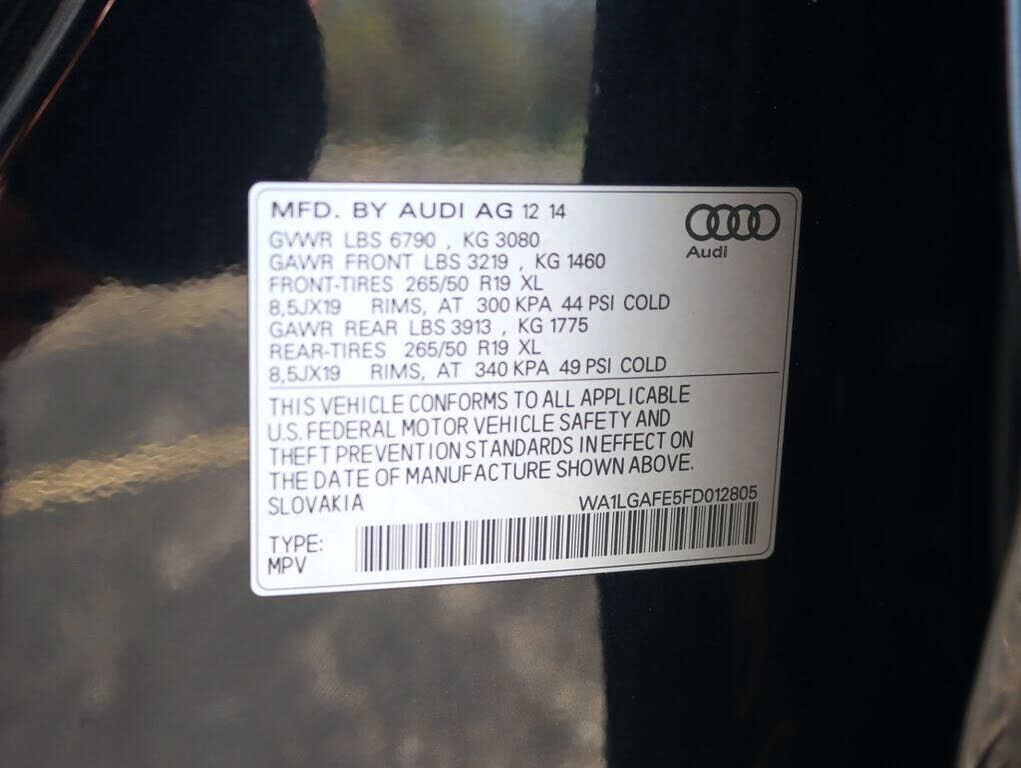 MFD. BY AUDI AG 12 14
GVWR LBS 6790 , KG 3080
GAWR FRONT LBS 3219 , KG 1460
FRONT-TIRES 265/50 R19 XL
8,5JX19 RIMS, AT 300 KPA 44 PSI COLD
GAWR REAR LBS 3913 , KG 1775
REAR-TIRES 265/50 R19 XL
8,5JX19 RIMS, AT 340 KPA 49 PSI COLD
Audi
THIS VEHICLE CONFORMS TO ALL APPLICABLE
U.S. FEDERAL MOTOR VEHICLE SAFETY AND
THEFT PREVENTION STANDARDS IN EFFECT ON
THE DATE OF MANUFACTURE SHOWN ABOVE.
SLOVAKIA WA1LGAFE5FD012805
TYPE:
MPV